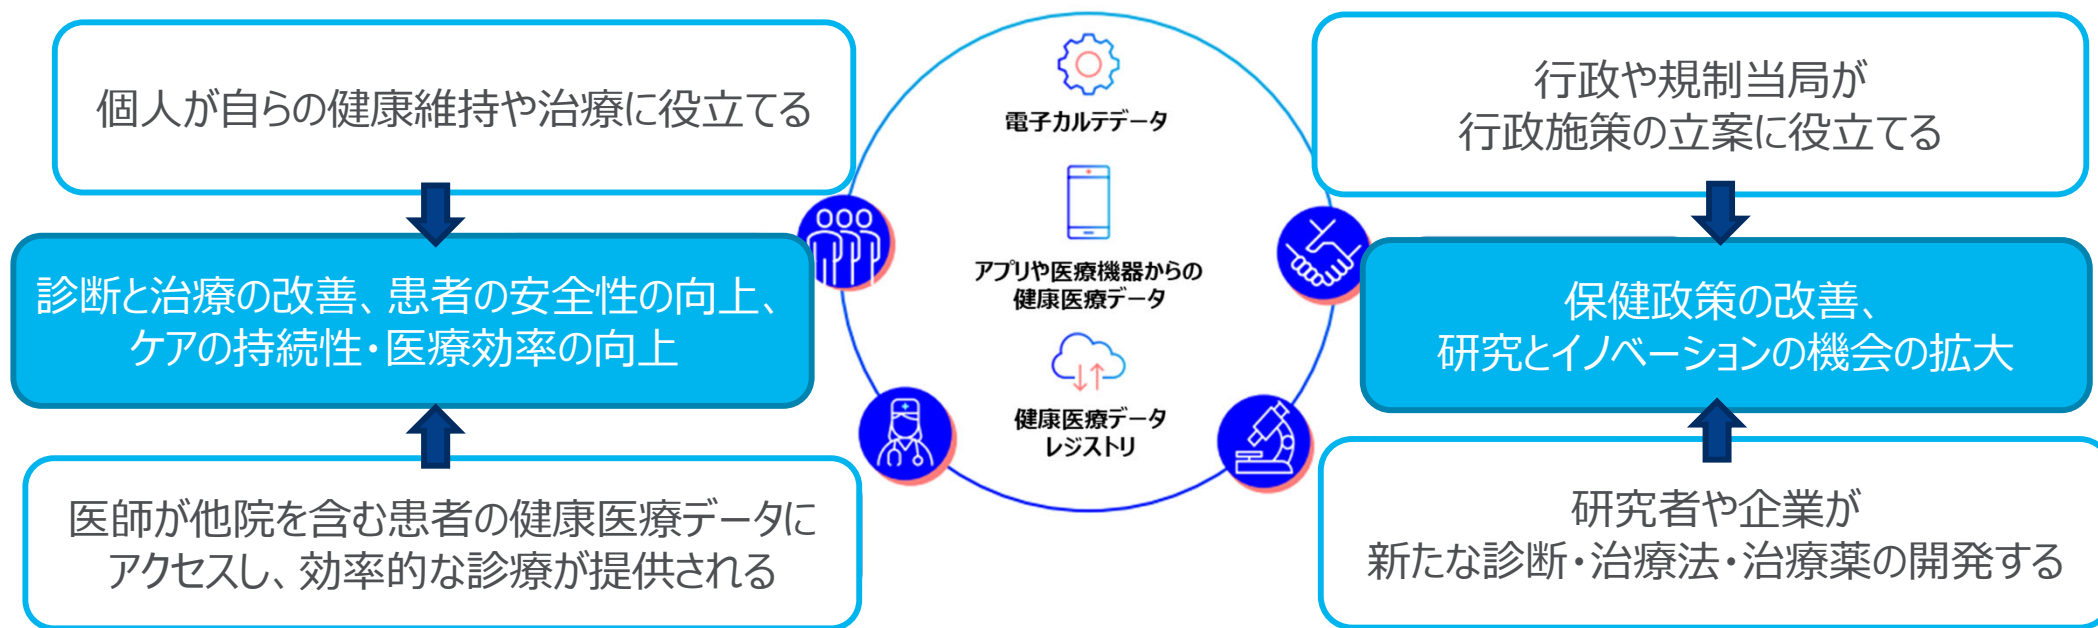 個人が自らの健康維持や治療に役立てる
診断と治療の改善、患者の安全性の向上、
ケアの持続性・医療効率の向上
医師が他院を含む患者の健康医療データに
アクセスし、効率的な診療が提供される
電子カルテデータ
アプリや医療機器からの
健康医療データ
健康医療データ
レジストリ
行政や規制当局が
行政施策の立案に役立てる
保健政策の改善、
研究とイノベーションの機会の拡大
研究者や企業が
新たな診断・治療法・治療薬の開発する